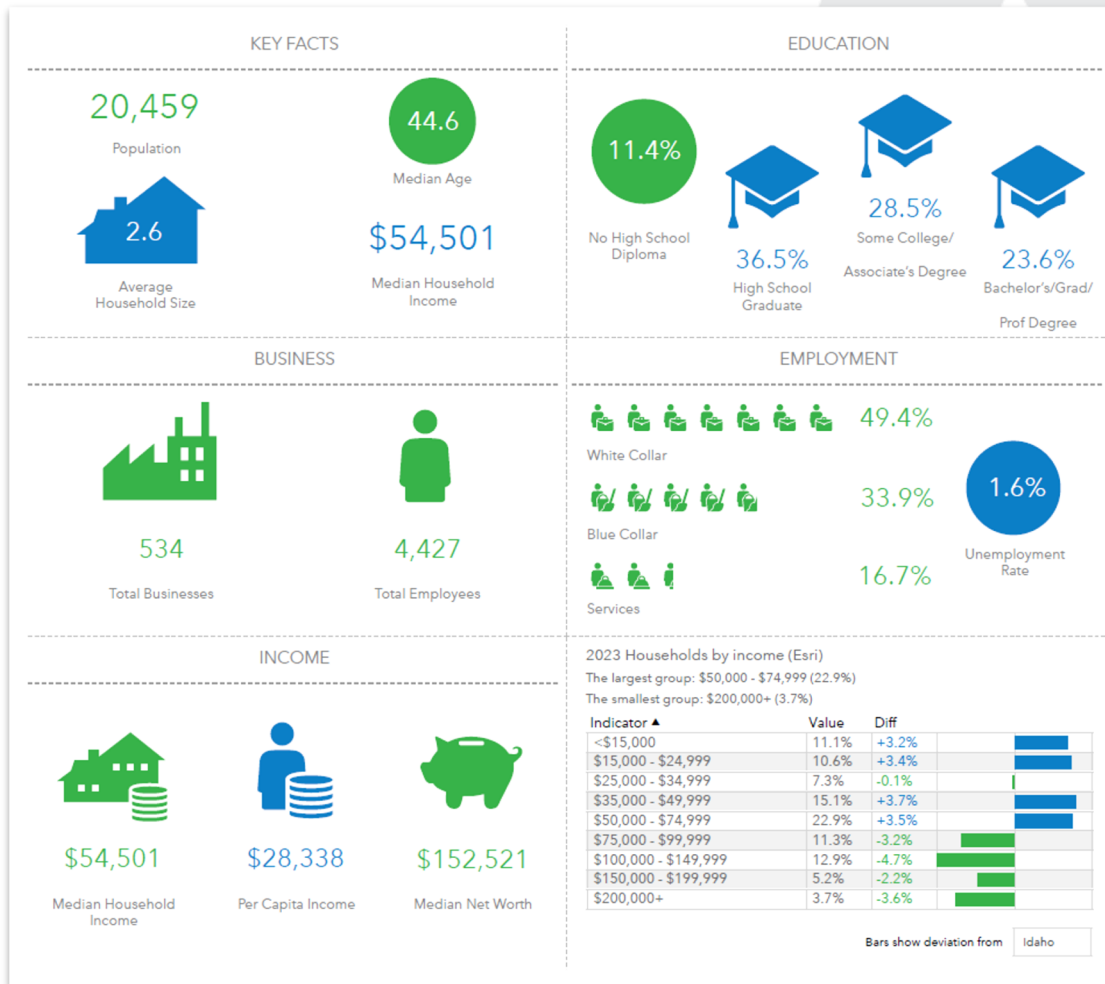 KEY FACTS
20,459
Population
44.6
Median Age
2.6
Average
Household Size
$54,501
Median Household
Income
EDUCATION
11.4%
No High School
Diploma
36.5%
High School
Graduate
28.5%
Some College/
Associate's Degree
23.6%
Bachelor's/Grad/
Prof Degree
BUSINESS
534
Total Businesses
4,427
Total Employees
EMPLOYMENT
49.4%
White Collar
33.9%
Blue Collar
16.7%
Services
1.6%
Unemployment
Rate
INCOME
$54,501
Median Household
Income
$28,338
Per Capita Income
$152,521
Median Net Worth
2023 Households by income (Esri)
The largest group: $50,000 - $74,999 (22.9%)
The smallest group: $200,000+ (3.7%)
Indicator ▲ Value Diff
<$15,000 11.1% +3.2%
$15,000 - $24,999 10.6% +3.4%
$25,000 - $34,999 7.3% -0.1%
$35,000 - $49,999 15.1% +3.7%
$50,000 - $74,999 22.9% +3.5%
$75,000 - $99,999 11.3% -3.2%
$100,000 - $149,999 12.9% -4.7%
$150,000 - $199,999 5.2% -2.2%
$200,000+ 3.7% -3.6%
Bars show deviation from Idaho